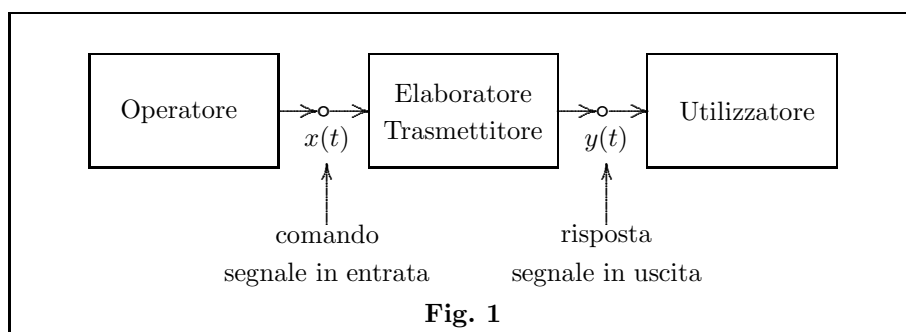 Operatore
Elaboratore
Trasmettitore
Utilizzatore
x(t)
y(t)
comando
segnale in entrata
risposta
segnale in uscita
Fig. 1